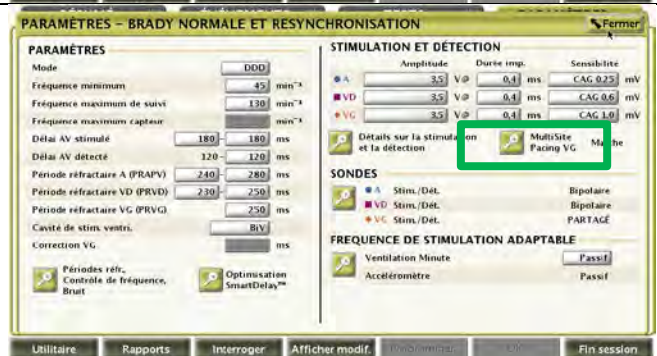 PARAMÈTRES – BRADY NORMALE ET RESYNCHRONISATION
Fermer
PARAMÈTRES
Mode DDD
Fréquence minimum 45 min⁻¹
Fréquence maximum de suivi 130 min⁻¹
Fréquence maximum capteur min⁻¹
Délai AV stimulé 180 - 180 ms
Délai AV détecté 120 - 120 ms
Période réfractaire A (PRAPV) 240 - 280 ms
Période réfractaire VD (PRVD) 230 - 250 ms
Période réfractaire VG (PRVG) 250 ms
Cavité de stim. ventri. BiV
Correction VG ms
Périodes réfr.,
Contrôle de fréquence,
Bruit
Optimisation
SmartDelay™
STIMULATION ET DÉTECTION
Amplitude Durée imp. Sensibilité
A 3,5 V@ 0,4 ms CAG 0.25 mV
VD 3,5 V@ 0,4 ms CAG 0.6 mV
VG 3,5 V@ 0,4 ms CAG 1.0 mV
Détails sur la stimulation
et la détection
MultiSite
Pacing VG Marche
SONDES
A Stim./Dét. Bipolaire
VD Stim./Dét. Bipolaire
VG Stim./Dét. PARTAGÉ
FREQUENCE DE STIMULATION ADAPTABLE
Ventilation Minute Passif
Accéléromètre Passif
Utilitaire Rapports Interroger Afficher modif. Fin session